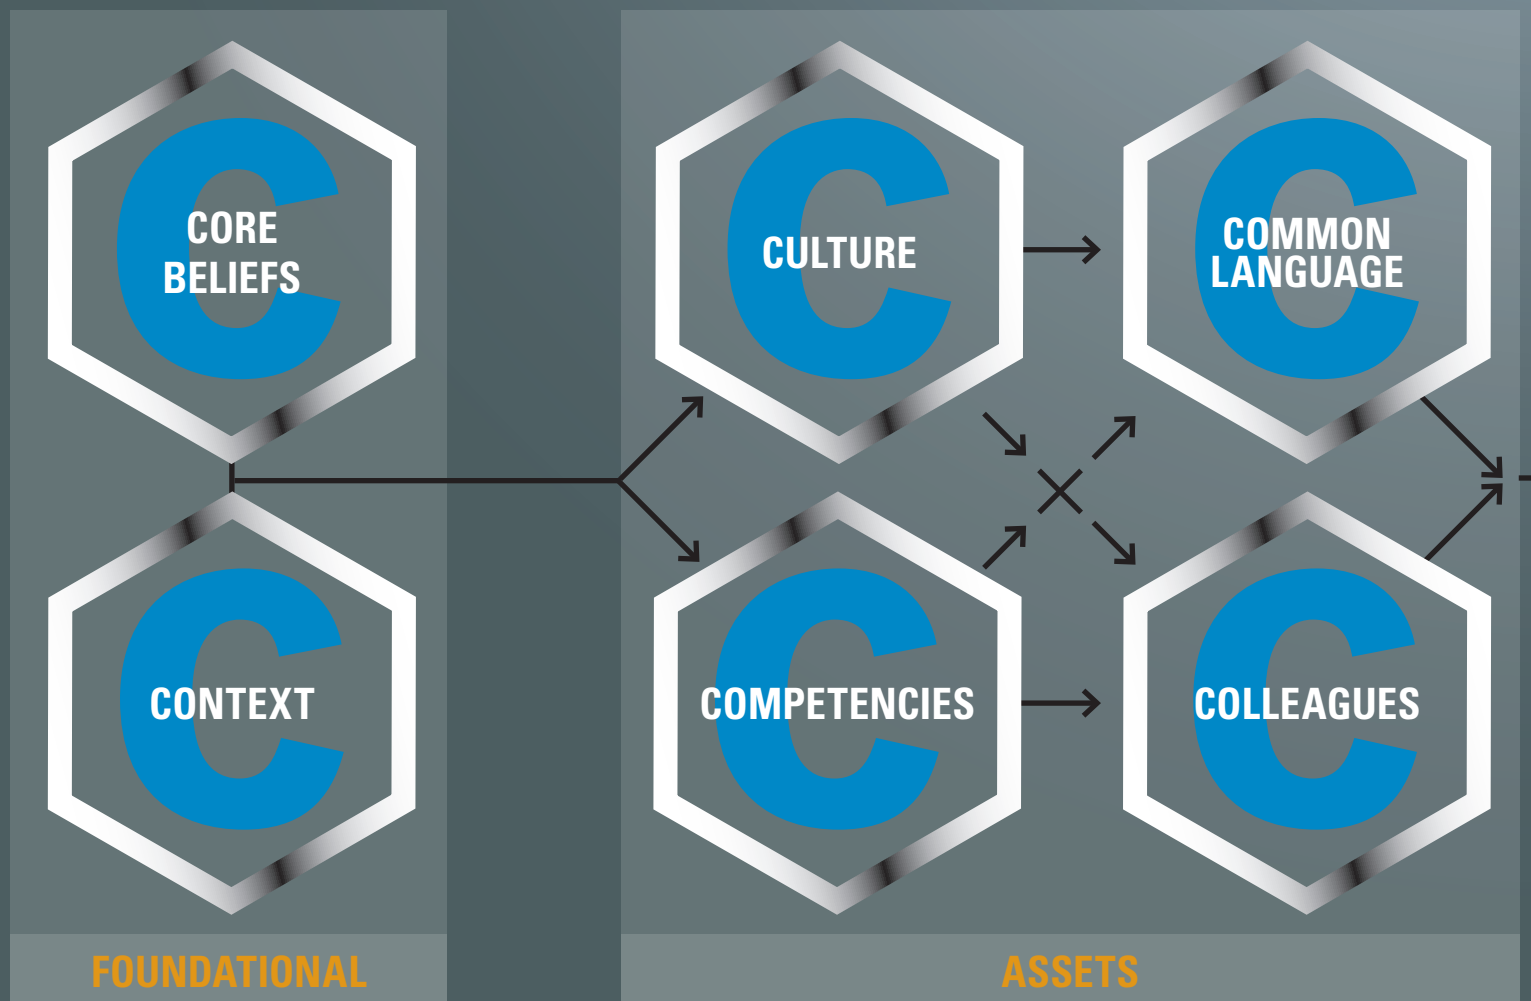 C
CORE
BELIEFS
C
CONTEXT
FOUNDATIONAL
C
CULTURE
C
COMMON
LANGUAGE
C
COMPETENCIES
C
COLLEAGUES
ASSETS